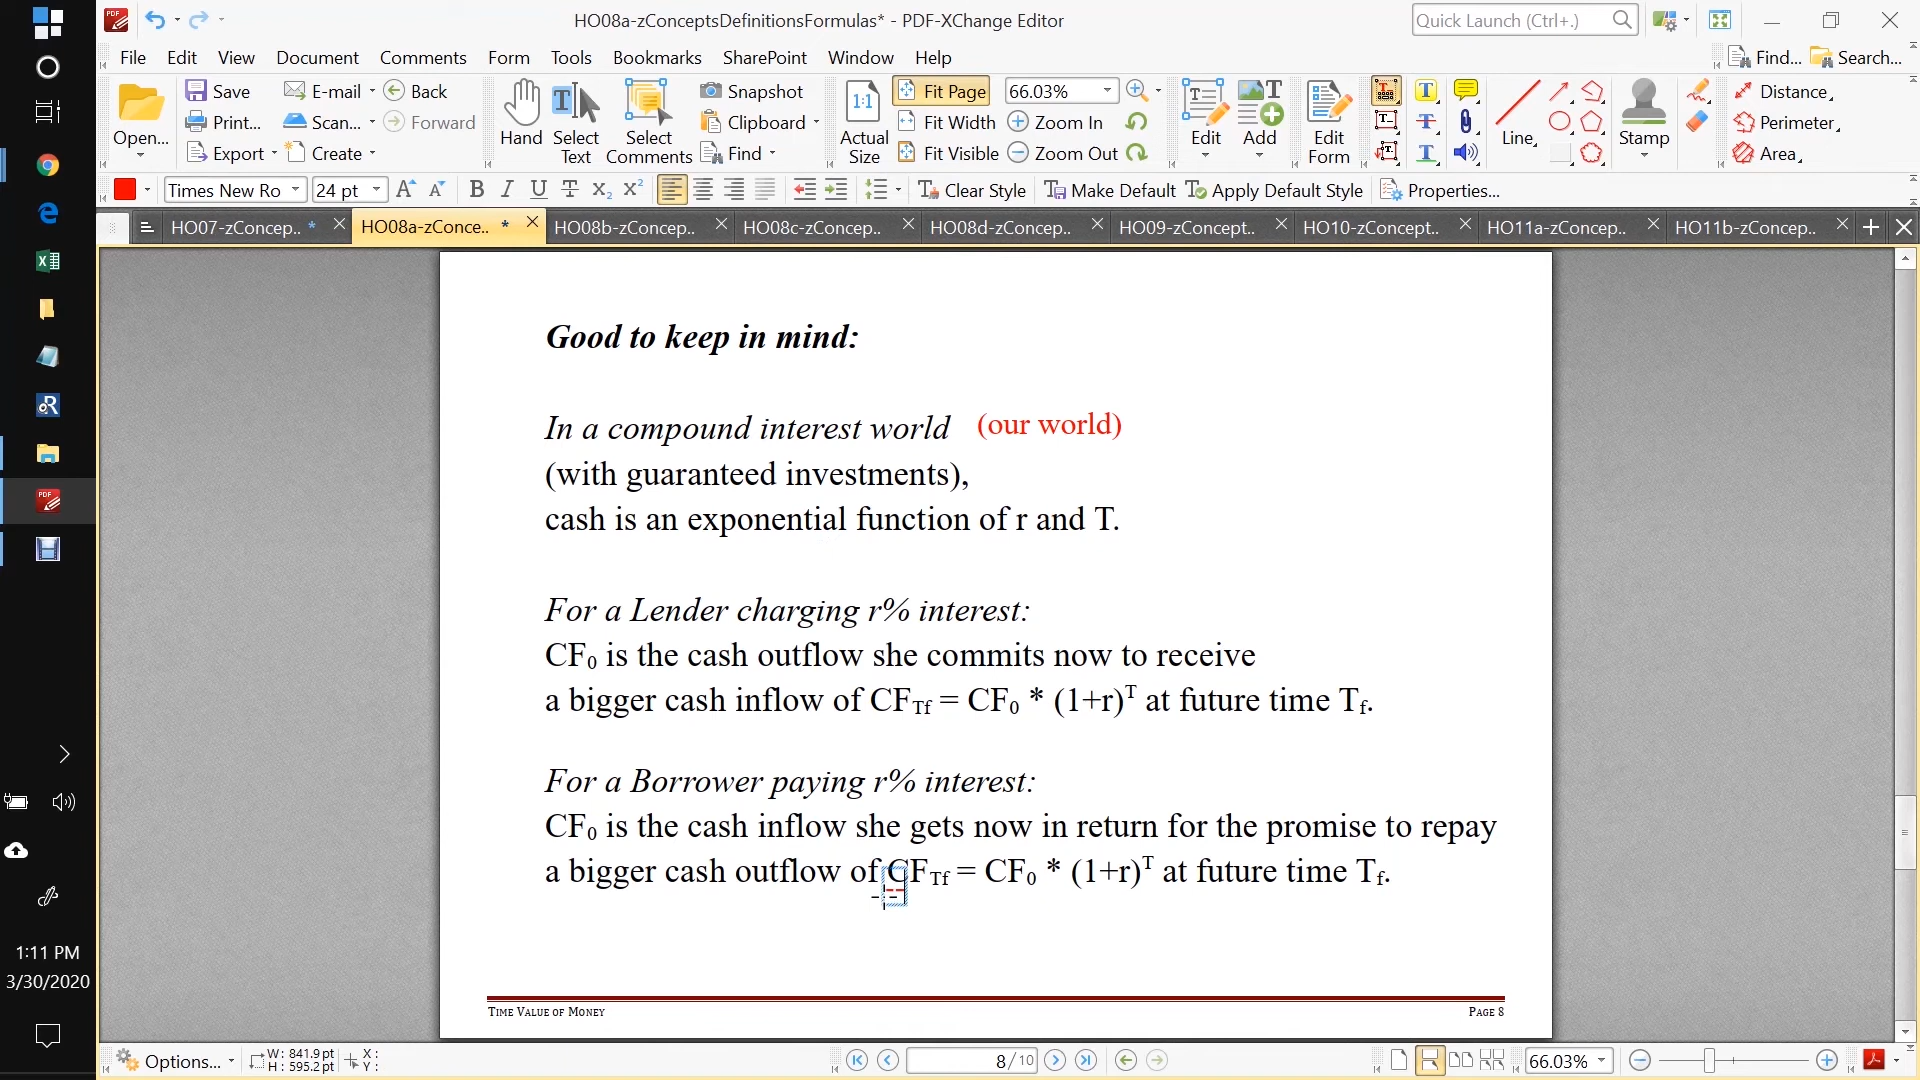 HO08a-zConceptsDefinitionsFormulas* - PDF-XChange Editor
Quick Launch (Ctrl+.)
File Edit View Document Comments Form Tools Bookmarks SharePoint Window Help
Find... Search...
Open...
Save E-mail Back
Print... Scan... Forward
Export Create
Hand
Select Text
Select Comments
Snapshot
Clipboard
Find
1:1
Actual Size
Fit Page
Fit Width
Fit Visible
66.03%
Zoom In
Zoom Out
Edit
Add
Edit Form
Line
Stamp
Distance
Perimeter
Area
Times New Ro 24 pt
Clear Style Make Default Apply Default Style Properties...
HO07-zConcep.. * HO08a-zConce.. * HO08b-zConcep.. HO08c-zConcep.. HO08d-zConcep.. HO09-zConcept.. HO10-zConcept.. HO11a-zConcep.. HO11b-zConcep..
Good to keep in mind:
In a compound interest world (our world)
(with guaranteed investments),
cash is an exponential function of r and T.
For a Lender charging r% interest:
CF₀ is the cash outflow she commits now to receive
a bigger cash inflow of CF_Tf = CF₀ * (1+r)^T at future time T_f.
For a Borrower paying r% interest:
CF₀ is the cash inflow she gets now in return for the promise to repay
a bigger cash outflow of CF_Tf = CF₀ * (1+r)^T at future time T_f.
--
TIME VALUE OF MONEY PAGE 8
1:11 PM
3/30/2020
Options... W: 841.9 pt H: 595.2 pt X: Y: 8 / 10 66.03%